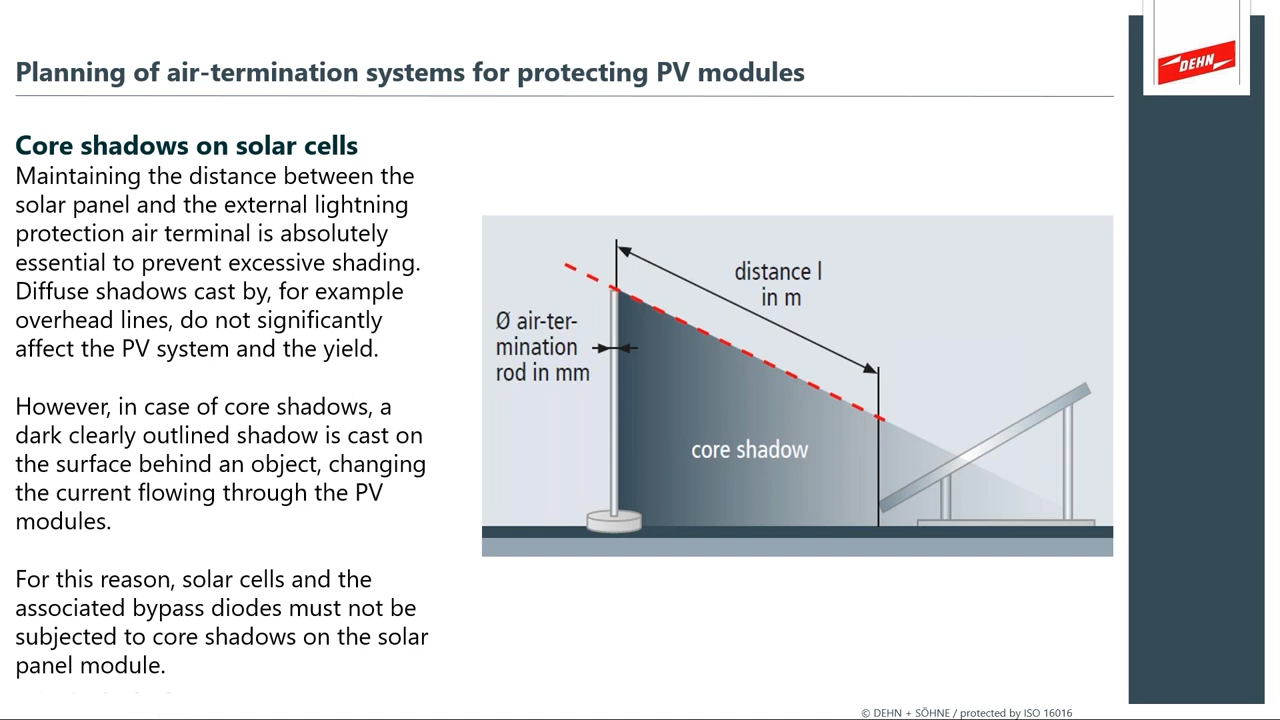 Planning of air-termination systems for protecting PV modules
DEHN
Core shadows on solar cells
Maintaining the distance between the
solar panel and the external lightning
protection air terminal is absolutely
essential to prevent excessive shading.
Diffuse shadows cast by, for example
overhead lines, do not significantly
affect the PV system and the yield.
However, in case of core shadows, a
dark clearly outlined shadow is cast on
the surface behind an object, changing
the current flowing through the PV
modules.
For this reason, solar cells and the
associated bypass diodes must not be
subjected to core shadows on the solar
panel module.
distance l
in m
Ø air-ter-
mination
rod in mm
core shadow
© DEHN + SÖHNE / protected by ISO 16016